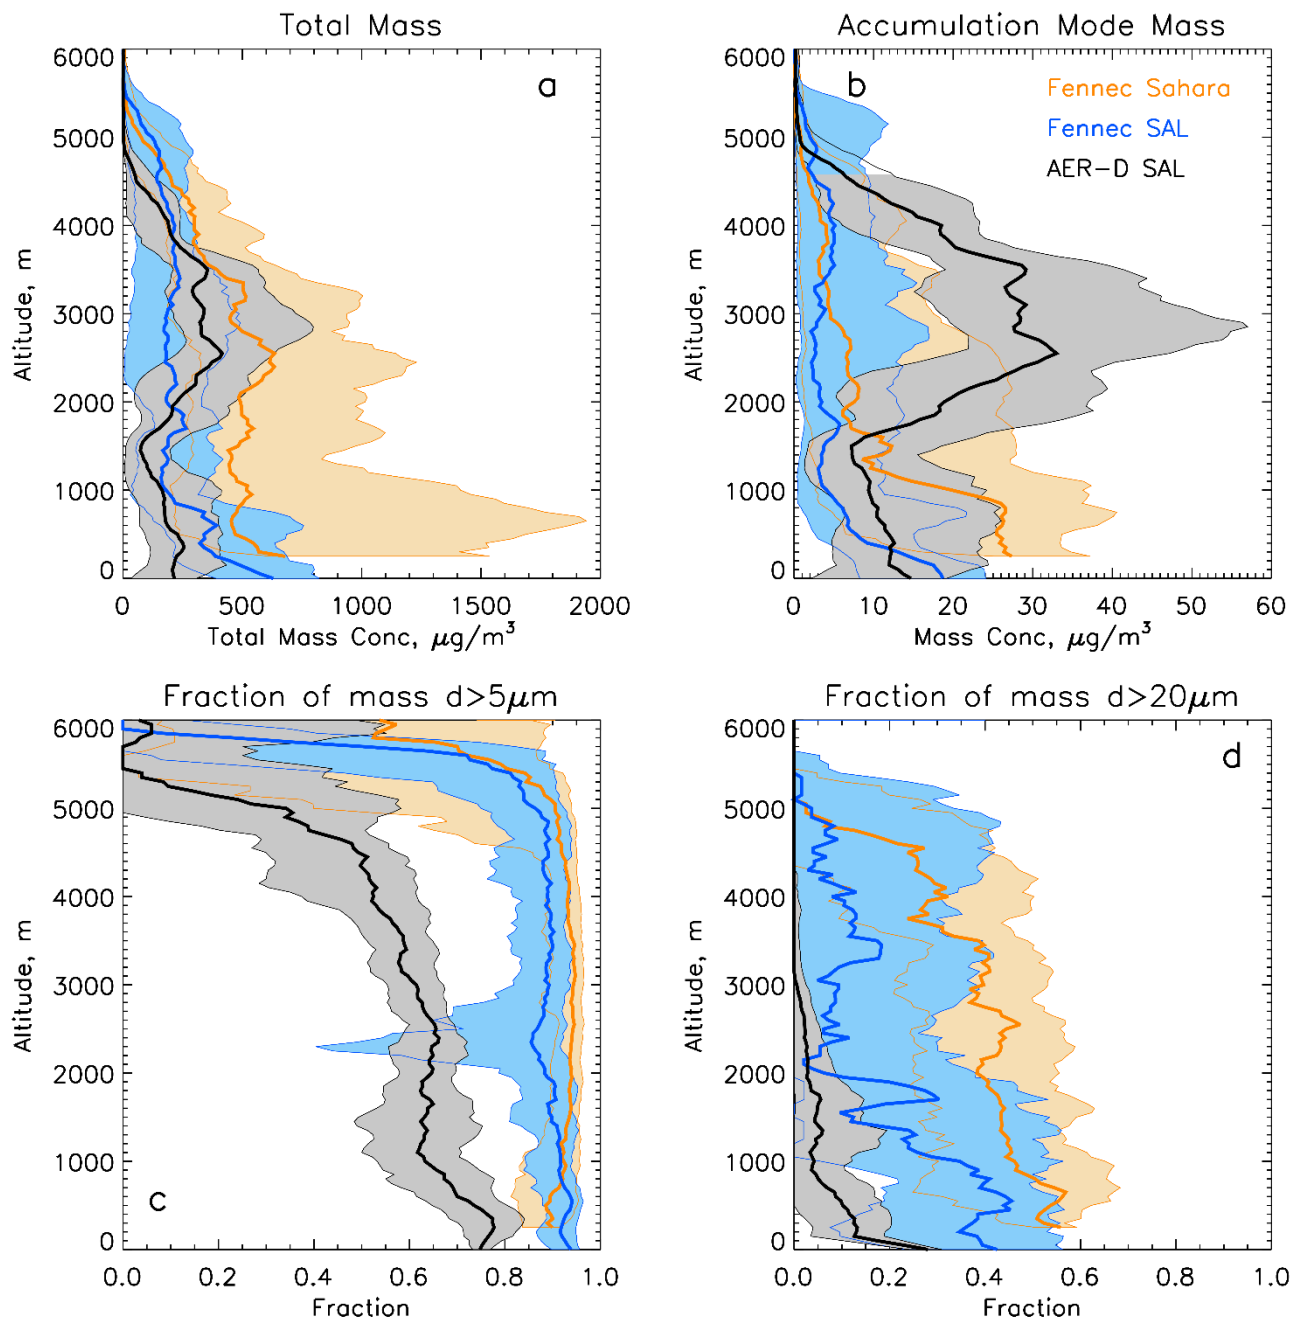 Total Mass
a
6000
5000
4000
3000
2000
1000
0
Altitude, m
0 500 1000 1500 2000
Total Mass Conc, μg/m³
Accumulation Mode Mass
b
Fennec Sahara
Fennec SAL
AER-D SAL
6000
5000
4000
3000
2000
1000
0
Altitude, m
0 10 20 30 40 50 60
Mass Conc, μg/m³
Fraction of mass d>5μm
c
6000
5000
4000
3000
2000
1000
0
Altitude, m
0.0 0.2 0.4 0.6 0.8 1.0
Fraction
Fraction of mass d>20μm
d
6000
5000
4000
3000
2000
1000
0
Altitude, m
0.0 0.2 0.4 0.6 0.8 1.0
Fraction